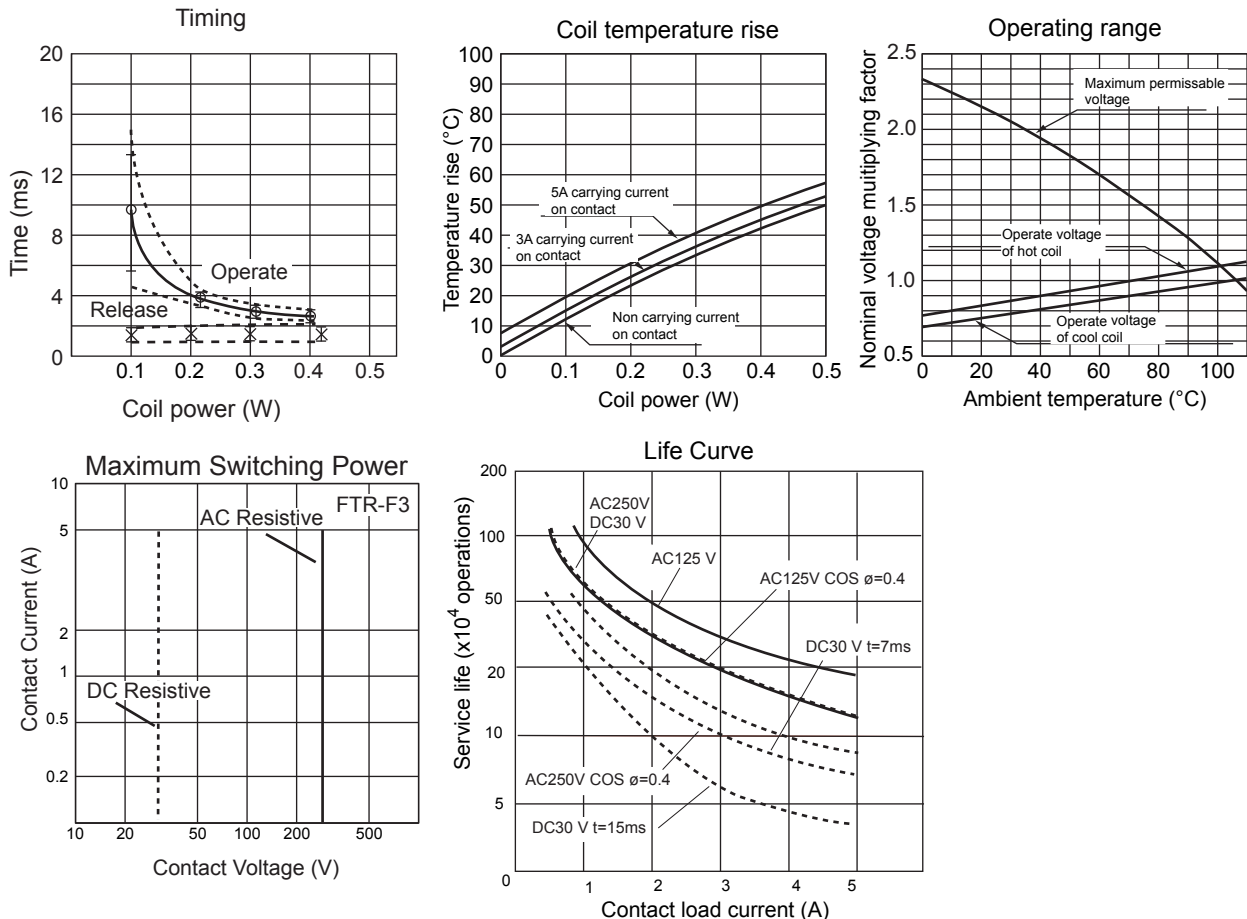 Timing
20
16
12
10
8
4
0
Time (ms)
Operate
Release
0.1
0.2
0.3
0.4
0.5
Coil power (W)
Coil temperature rise
100
90
80
70
60
50
40
30
20
10
0
Temperature rise (°C)
5A carrying current
on contact
3A carrying current
on contact
Non carrying current
on contact
0
0.1
0.2
0.3
0.4
0.5
Coil power (W)
Operating range
2.5
2.0
1.5
1.0
0.5
Nominal voltage multiplying factor
Maximum permissable
voltage
Operate voltage
of hot coil
Operate voltage
of cool coil
0
20
40
60
80
100
Ambient temperature (°C)
Maximum Switching Power
10
5
2
1
0.5
0.2
Contact Current (A)
FTR-F3
AC Resistive
DC Resistive
10
20
50
100
200
500
Contact Voltage (V)
Life Curve
200
100
50
20
10
5
0
Service life (x10⁴ operations)
AC250V
DC30 V
AC125 V
AC125V COS ø=0.4
DC30 V t=7ms
AC250V COS ø=0.4
DC30 V t=15ms
1
2
3
4
5
Contact load current (A)